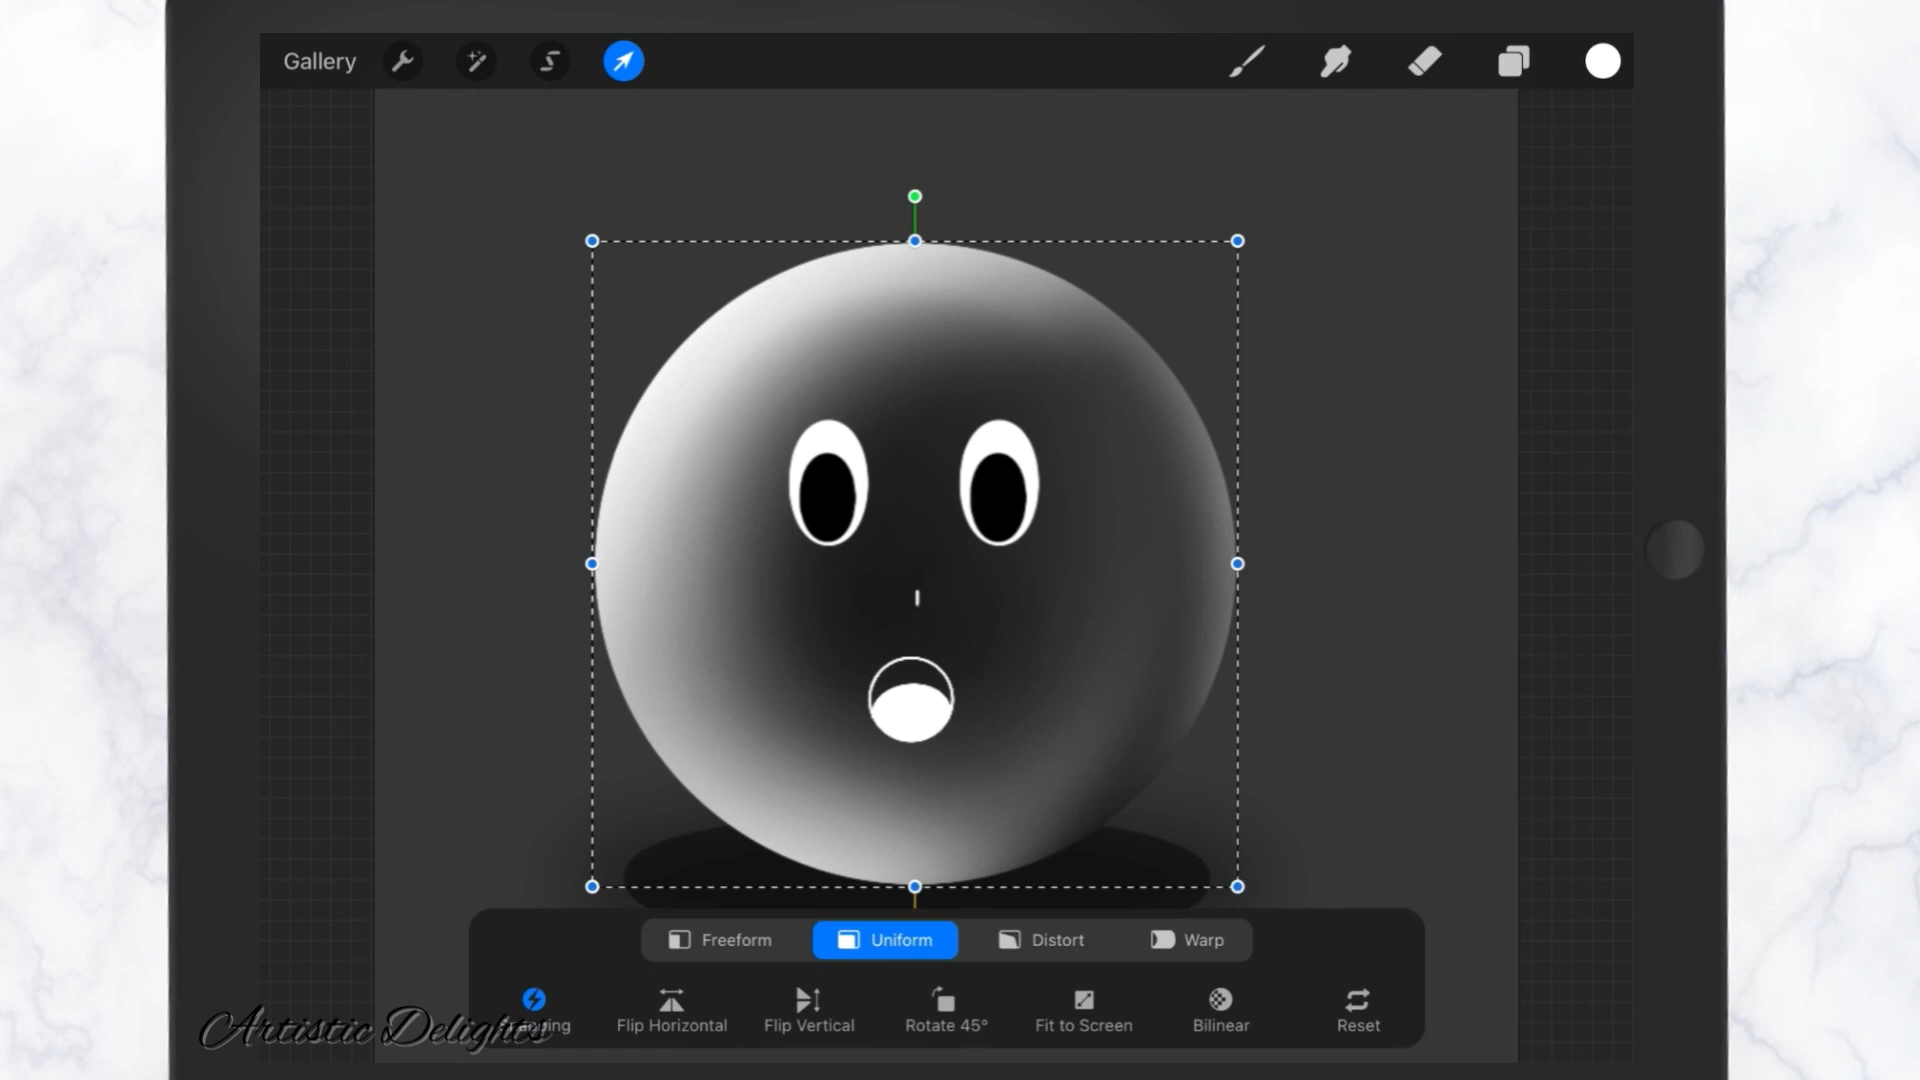 Gallery
Freeform
Uniform
Distort
Warp
Flip Horizontal
Flip Vertical
Rotate 45°
Fit to Screen
Bilinear
Reset
Artistic Delights